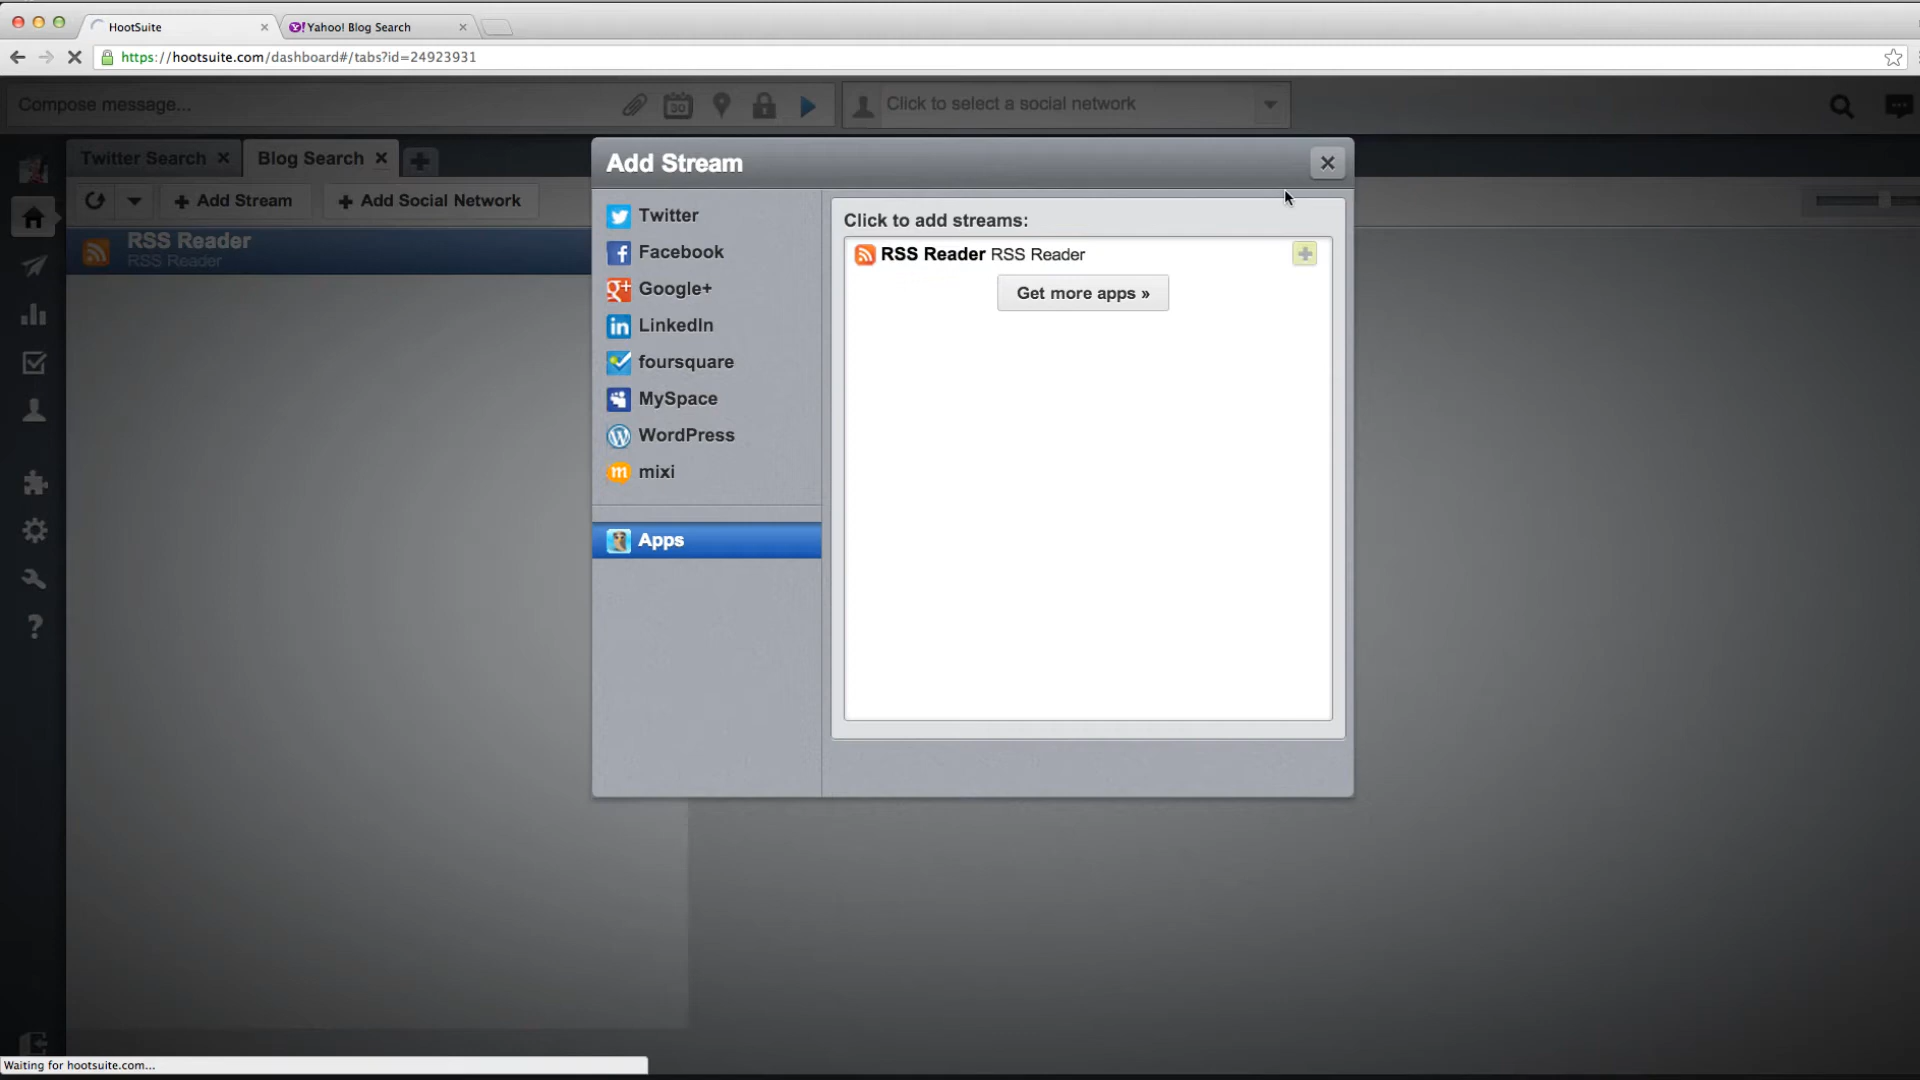 HootSuite
Yahoo! Blog Search
https://hootsuite.com/dashboard#/tabs?id=24923931
Compose message...
30
Click to select a social network
Twitter Search
Blog Search
Add Stream
Add Social Network
RSS Reader
RSS Reader
Add Stream
Twitter
Facebook
Google+
LinkedIn
foursquare
MySpace
WordPress
mixi
Apps
Click to add streams:
RSS Reader RSS Reader
Get more apps »
Waiting for hootsuite.com...